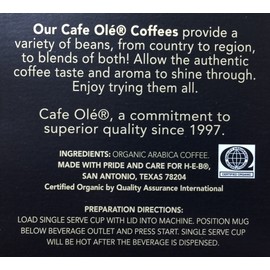 Our Cafe Olé® Coffees provide a
variety of beans, from country to region,
to blends of both! Allow the authentic
coffee taste and aroma to shine through.
Enjoy trying them all.
Cafe Olé®, a commitment to
superior quality since 1997.
INGREDIENTS: ORGANIC ARABICA COFFEE.
MADE WITH PRIDE AND CARE FOR H-E-B®,
SAN ANTONIO, TEXAS 78204
Certified Organic by Quality Assurance International
CERTIFIED ORGANIC
PREPARATION DIRECTIONS:
LOAD SINGLE SERVE CUP WITH LID INTO MACHINE. POSITION MUG
BELOW BEVERAGE OUTLET AND PRESS START. SINGLE SERVE CUP
WILL BE HOT AFTER THE BEVERAGE IS DISPENSED.